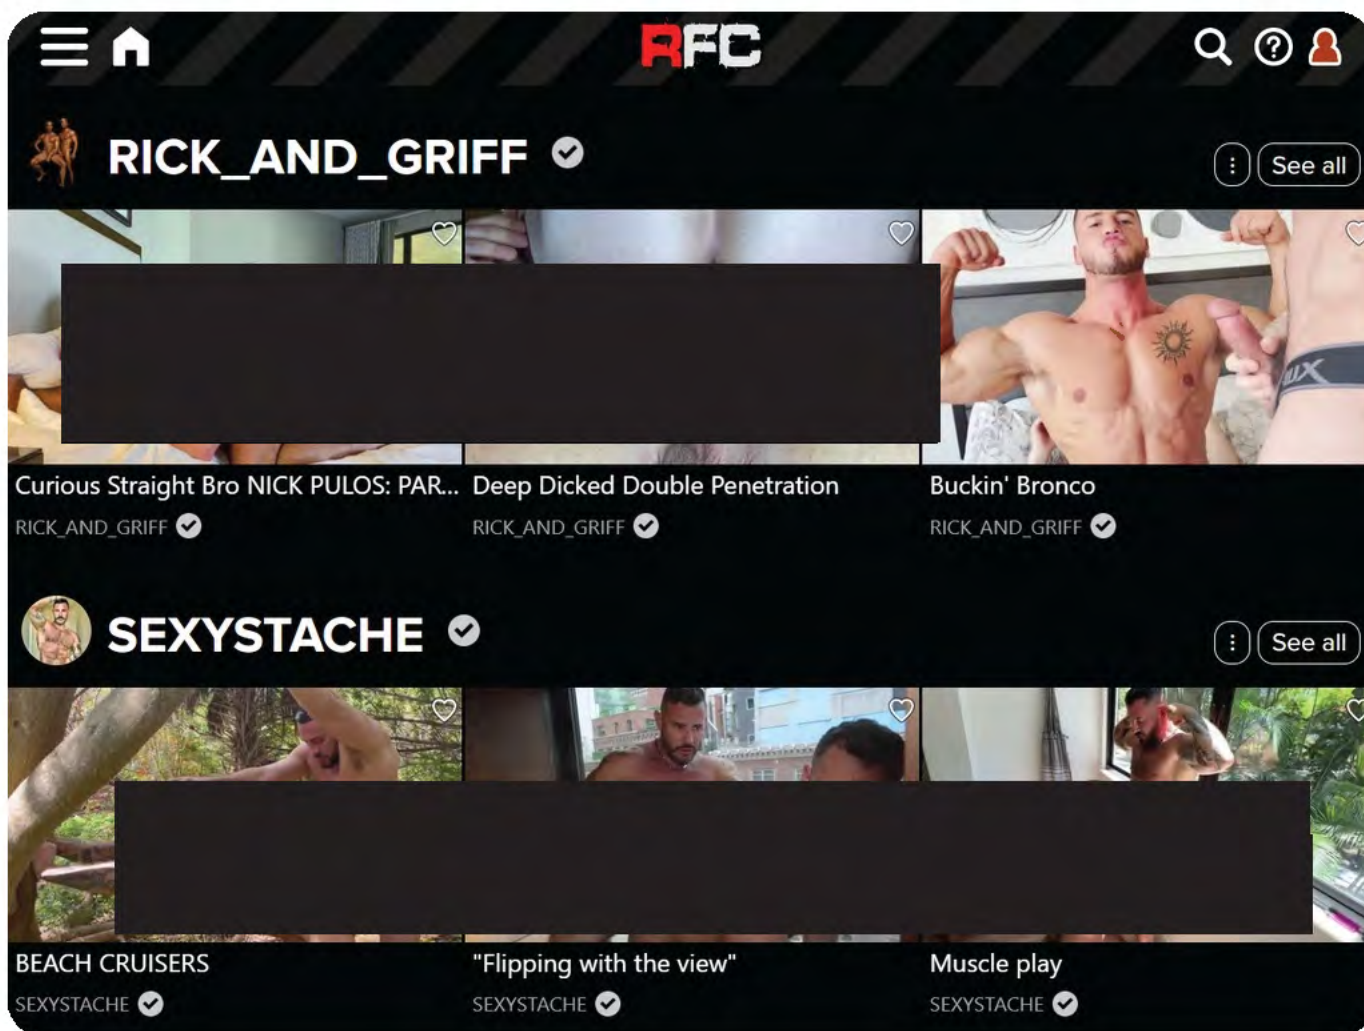 RFC
RICK_AND_GRIFF
See all
UX
Curious Straight Bro NICK PULOS: PAR... Deep Dicked Double Penetration Buckin' Bronco
RICK_AND_GRIFF RICK_AND_GRIFF RICK_AND_GRIFF
SEXYSTACHE
See all
BEACH CRUISERS "Flipping with the view" Muscle play
SEXYSTACHE SEXYSTACHE SEXYSTACHE